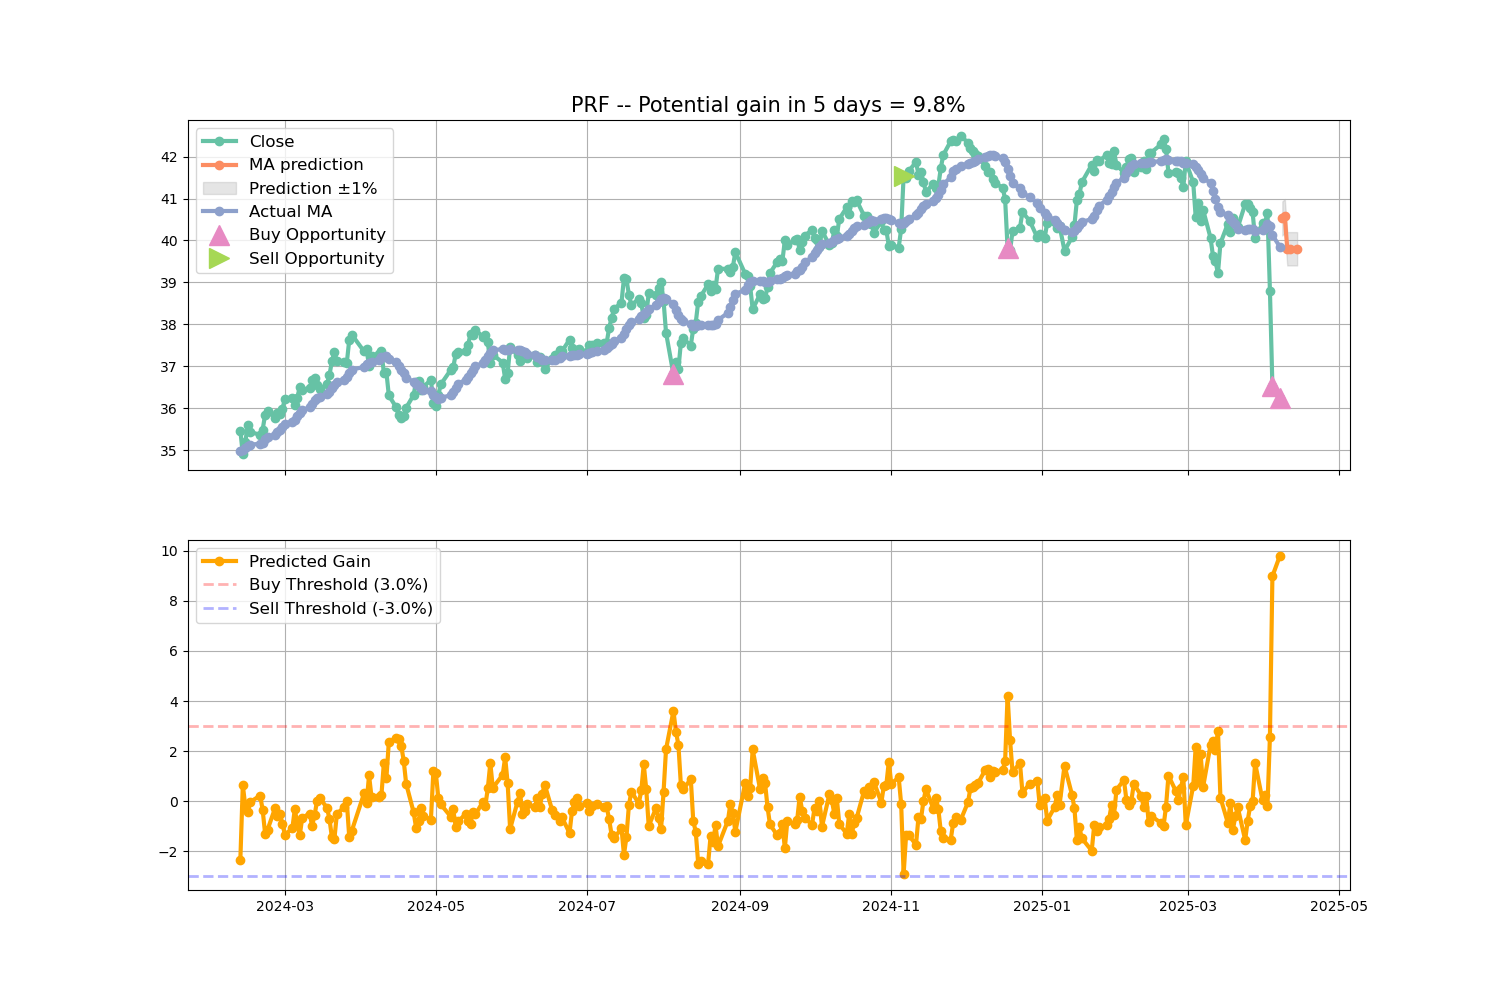 PRF -- Potential gain in 5 days = 9.8%
Close
MA prediction
Prediction ±1%
Actual MA
Buy Opportunity
Sell Opportunity
42
41
40
39
38
37
36
35
Predicted Gain
Buy Threshold (3.0%)
Sell Threshold (-3.0%)
10
8
6
4
2
0
−2
2024-03 2024-05 2024-07 2024-09 2024-11 2025-01 2025-03 2025-05